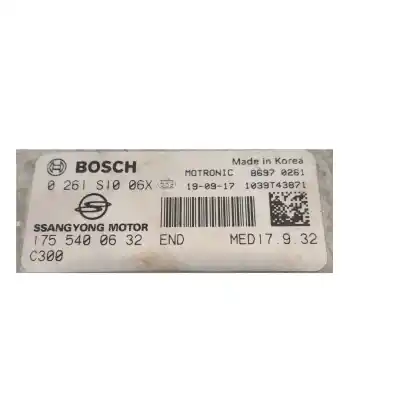 BOSCH
Made in Korea
MOTRONIC 8697 0261
0 261 S10 06X 19-09-17 1039T43871
SSANGYONG MOTOR
175 540 06 32 END MED17.9.32
C300